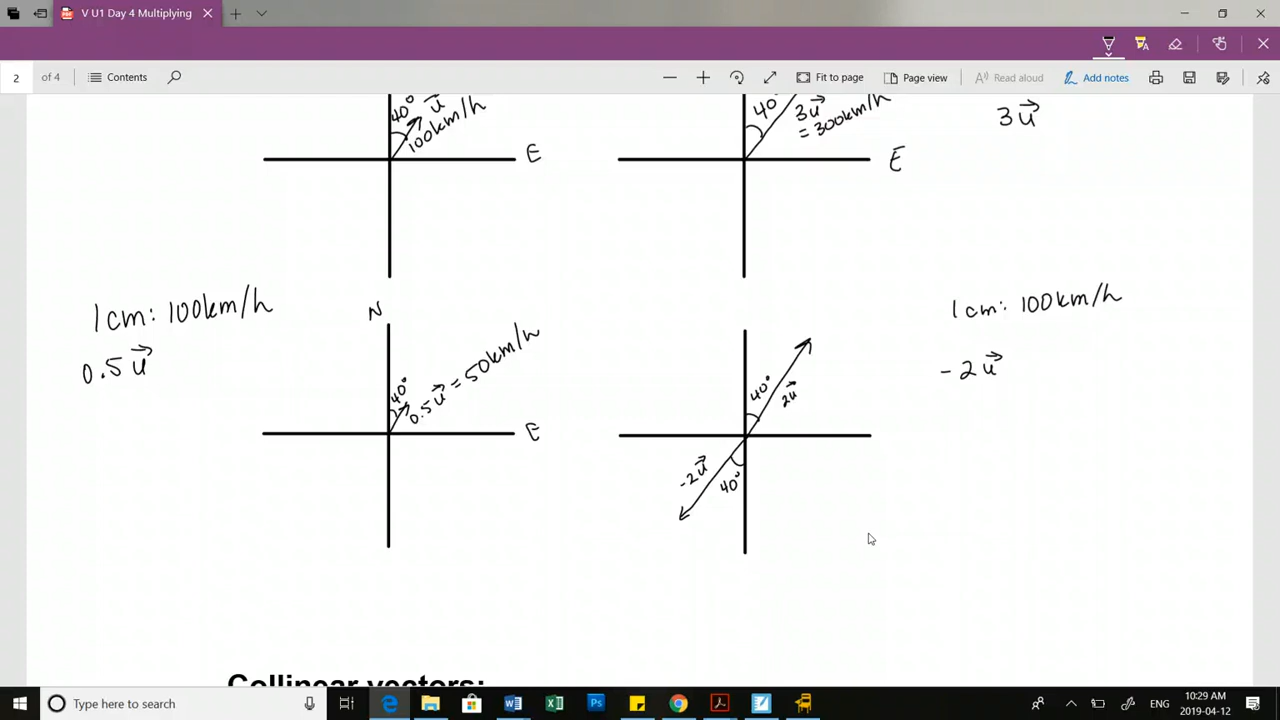 V U1 Day 4 Multiplying
2 of 4 Contents Fit to page Page view Read aloud Add notes
40° u⃗ 100km/h
E
40° 3u⃗ = 300km/h
E
3u⃗
1cm: 100km/h
0.5u⃗
N
40°
0.5u⃗ = 50km/h
E
40°
2u⃗
-2u⃗
40°
1cm: 100km/h
-2u⃗
Collinear vectors:
Type here to search
ENG
10:29 AM
2019-04-12